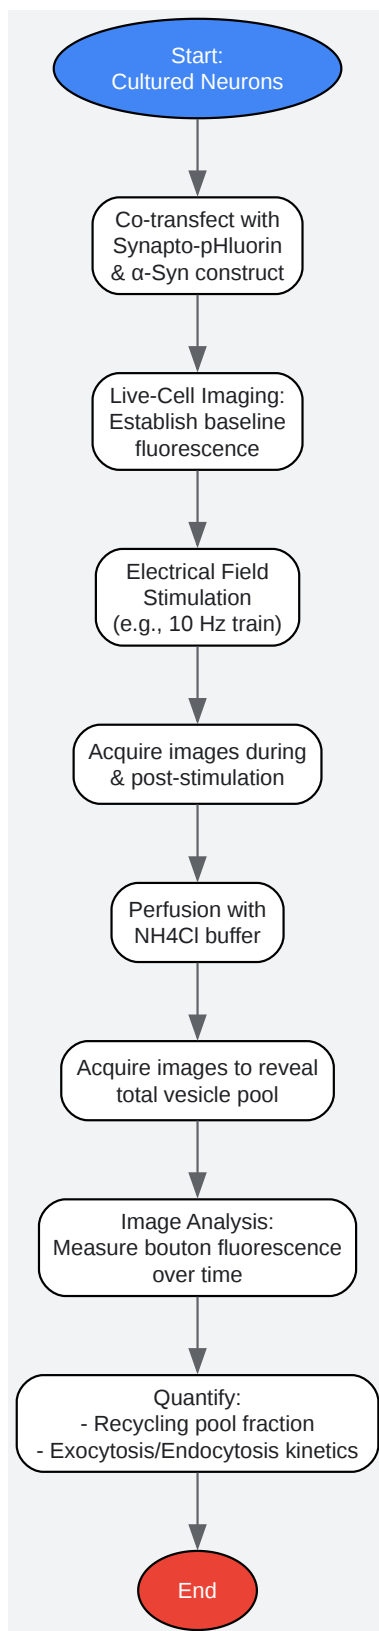 Start:
Cultured Neurons
Co-transfect with
Synapto-pHluorin
& α-Syn construct
Live-Cell Imaging:
Establish baseline
fluorescence
Electrical Field
Stimulation
(e.g., 10 Hz train)
Acquire images during
& post-stimulation
Perfusion with
NH4Cl buffer
Acquire images to reveal
total vesicle pool
Image Analysis:
Measure bouton fluorescence
over time
Quantify:
- Recycling pool fraction
- Exocytosis/Endocytosis kinetics
End